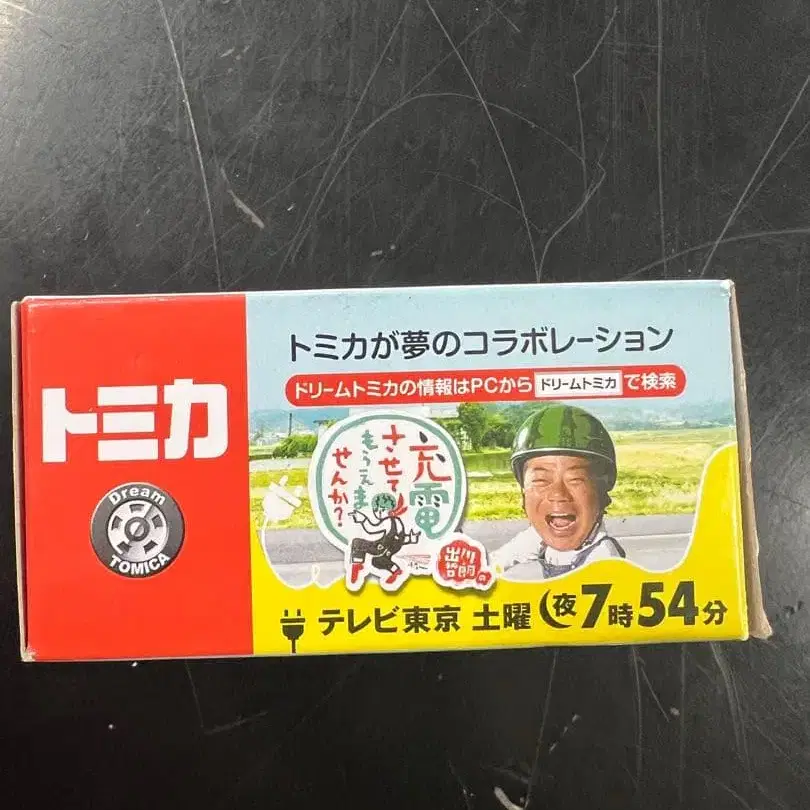 トミカ
Dream
TOMICA
トミカが夢のコラボレーション
ドリームトミカの情報はPCから ドリームトミカ で検索
充電
させて
もらえま
せんか?
出川
哲朗の
テレビ東京 土曜 夜7時54分